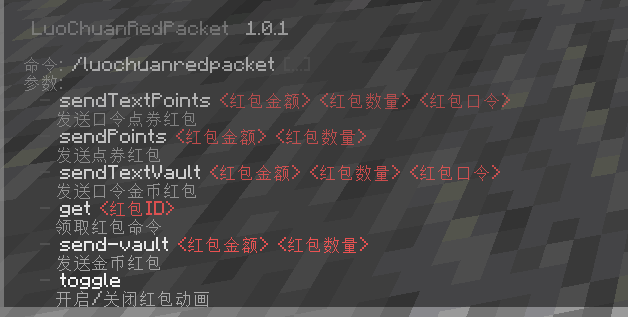 LuoChuanRedPacket 1.0.1
命令: /luochuanredpacket [...]
参数:
- sendTextPoints <红包金额> <红包数量> <红包口令>
发送口令点券红包
- sendPoints <红包金额> <红包数量>
发送点券红包
- sendTextVault <红包金额> <红包数量> <红包口令>
发送口令金币红包
- get <红包ID>
领取红包命令
- send-vault <红包金额> <红包数量>
发送金币红包
- toggle
开启/关闭红包动画